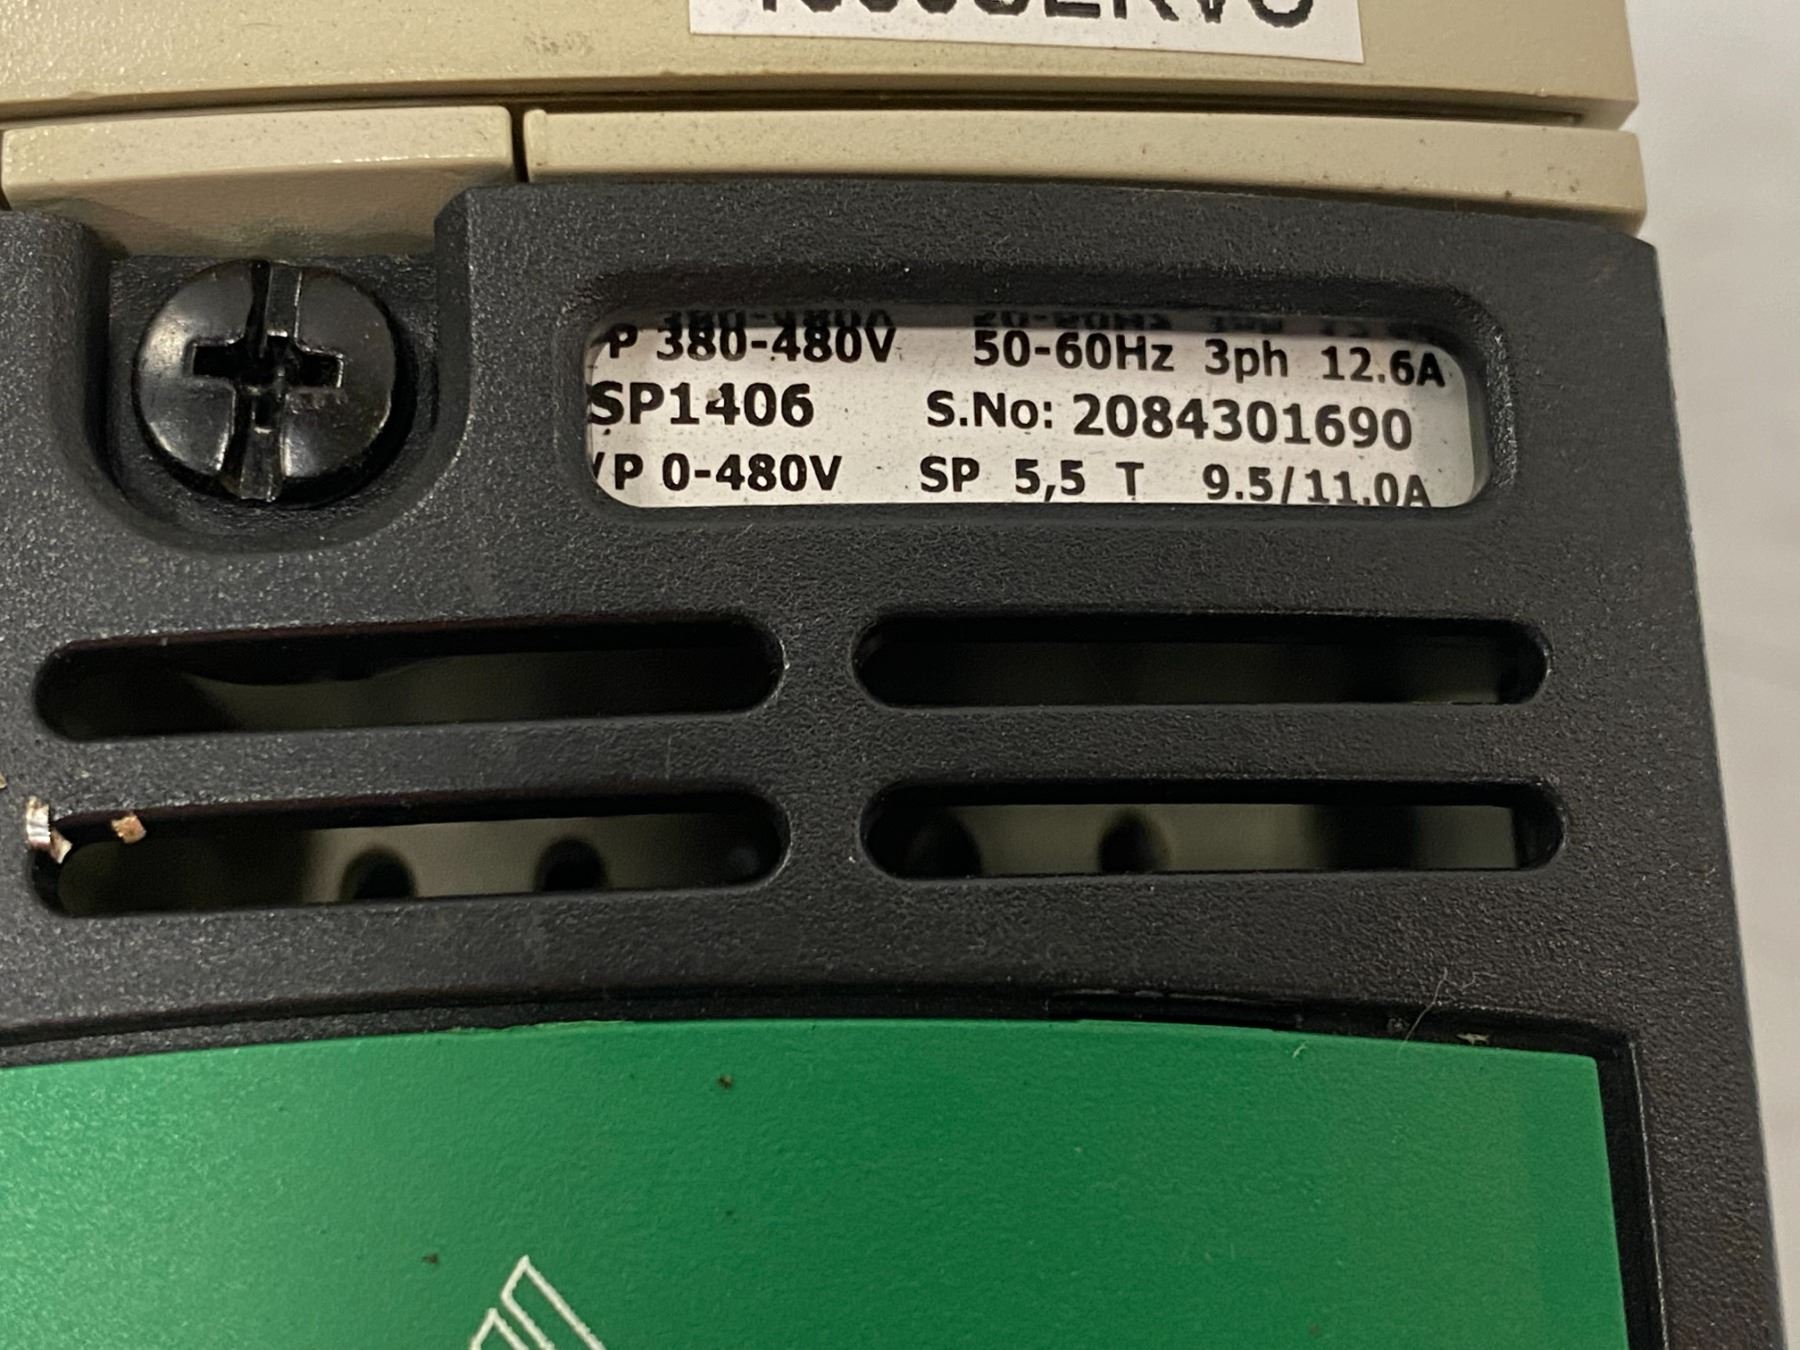 P 380-480V 50-60Hz 3ph 12.6A
SP1406 S.No: 2084301690
/P 0-480V SP 5,5 T 9.5/11.0A